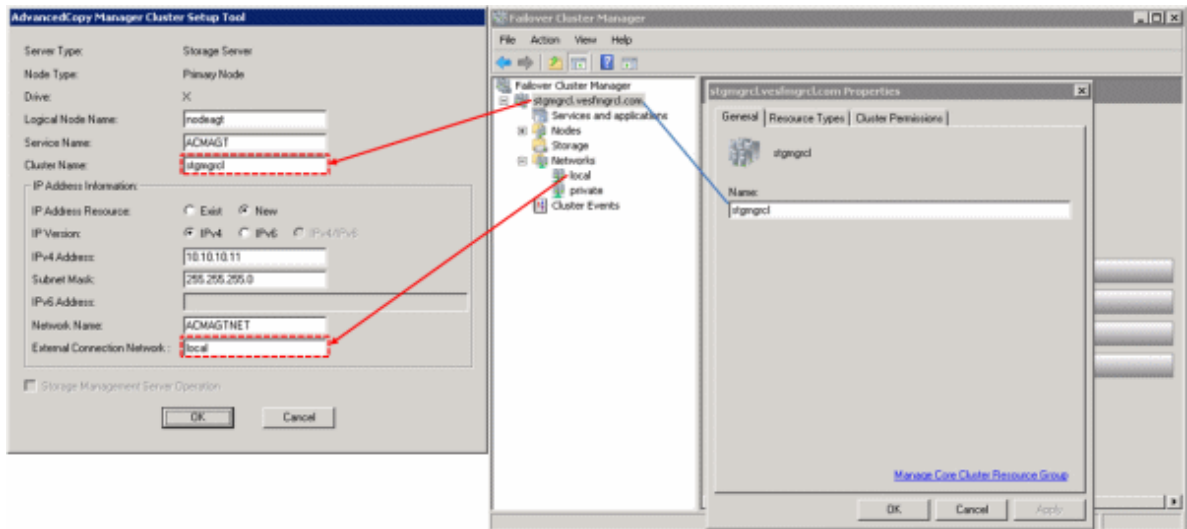 AdvancedCopy Manager Cluster Setup Tool
Server Type: Storage Server
Node Type: Primary Node
Drive: X
Logical Node Name: nodeagt
Service Name: ACMAGT
Cluster Name: stgmgrcl
IP Address Information:
IP Address Resource: Exist New
IP Version: IPv4 IPv6 IPv4/IPv6
IPv4 Address: 10.10.10.11
Subnet Mask: 255.255.255.0
IPv6 Address:
Network Name: ACMAGTNET
External Connection Network : local
Storage Management Server Operation
OK Cancel
Failover Cluster Manager
File Action View Help
Failover Cluster Manager
stgmgrcl.vesfmgrcl.com
Services and applications
Nodes
Storage
Networks
local
private
Cluster Events
stgmgrcl.vesfmgrcl.com Properties
General Resource Types Cluster Permissions
stgmgrcl
Name:
stgmgrcl
Manage Core Cluster Resource Group
OK Cancel Apply